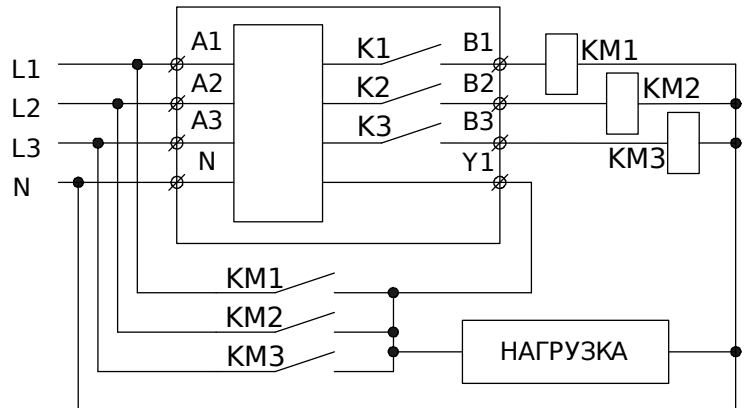 A1 K1 B1 KM1
L1
A2 K2 B2 KM2
L2
A3 K3 B3
L3
N Y1 KM3
N
KM1
KM2
KM3 НАГРУЗКА